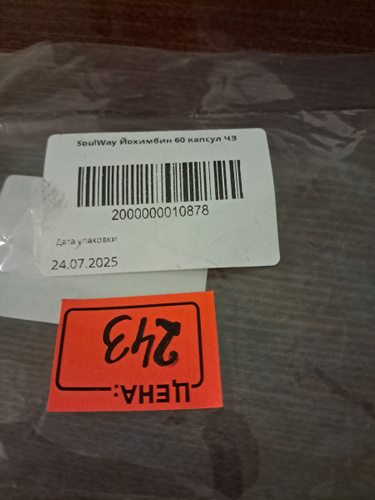 SoulWay Йохимбин 60 капсул ЧЗ
2000000010878
Дата упаковки
24.07.2025
ЦЕНА:
243